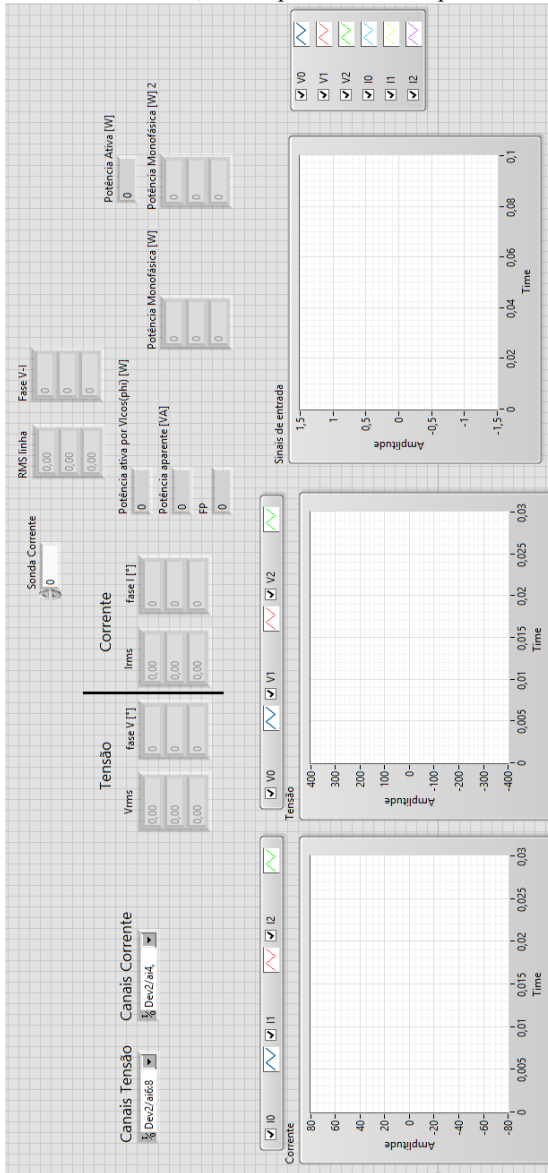 Sonda Corrente
0
RMS linha
0,00
0,00
0,00
Fase V-I
0
0
0
Canais Tensão
Dev2/ai6:8
Canais Corrente
Dev2/ai4,
Tensão
Corrente
Vrms
0,00
0,00
0,00
fase V [°]
0
0
0
Irms
0,00
0,00
0,00
fase I [°]
0
0
0
Potência ativa por VIcos(phi) [W]
0
Potência aparente [VA]
0
FP
0
Potência Ativa [W]
0
Potência Monofásica [W]
0
0
0
Potência Monofásica [W] 2
0
0
0
I0 I1 I2
Corrente
80
60
40
20
0
-20
-40
-60
-80
Amplitude
0 0,005 0,01 0,015 0,02 0,03
Time
V0 V1 V2
Tensão
400
300
200
100
0
-100
-200
-300
-400
Amplitude
0 0,005 0,01 0,015 0,02 0,025 0,03
Time
Sinais de entrada
1,5
1
0,5
0
-0,5
-1
-1,5
Amplitude
0 0,02 0,04 0,06 0,08 0,1
Time
V0
V1
V2
I0
I1
I2